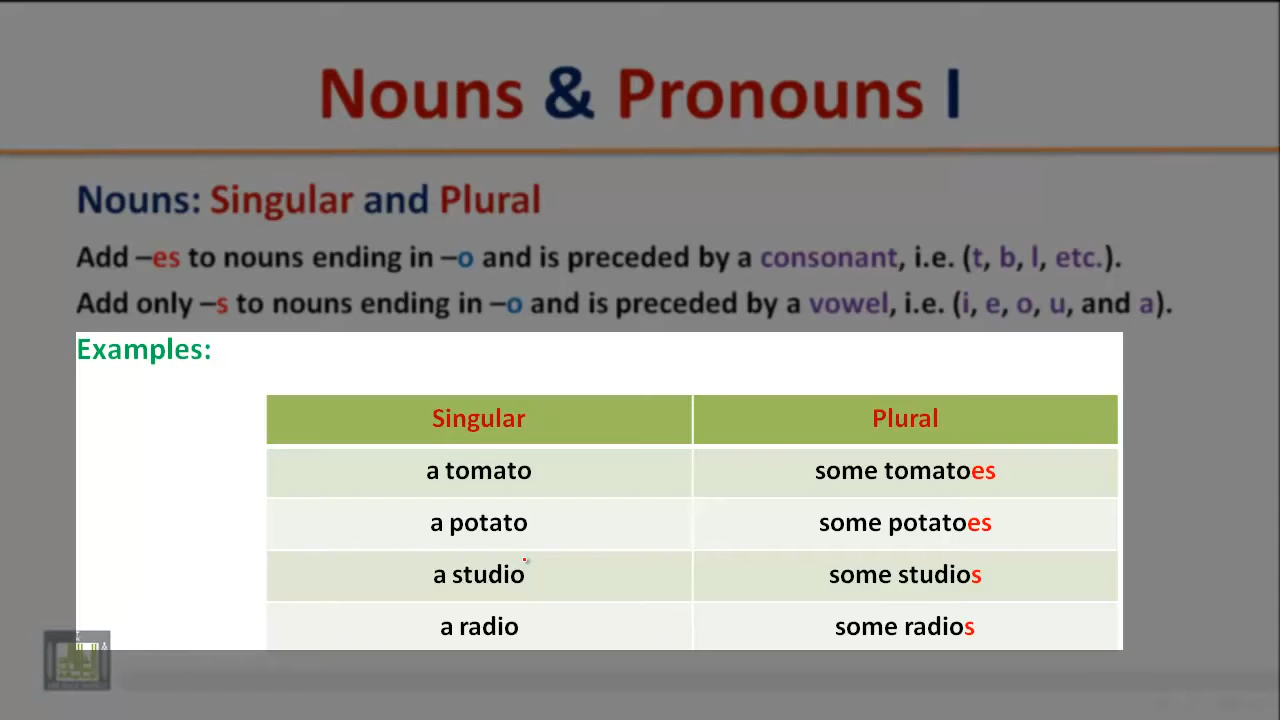 Nouns & Pronouns I
Nouns: Singular and Plural
Add –es to nouns ending in –o and is preceded by a consonant, i.e. (t, b, l, etc.).
Add only –s to nouns ending in –o and is preceded by a vowel, i.e. (i, e, o, u, and a).
Examples:
Singular Plural
a tomato some tomatoes
a potato some potatoes
a studio some studios
a radio some radios